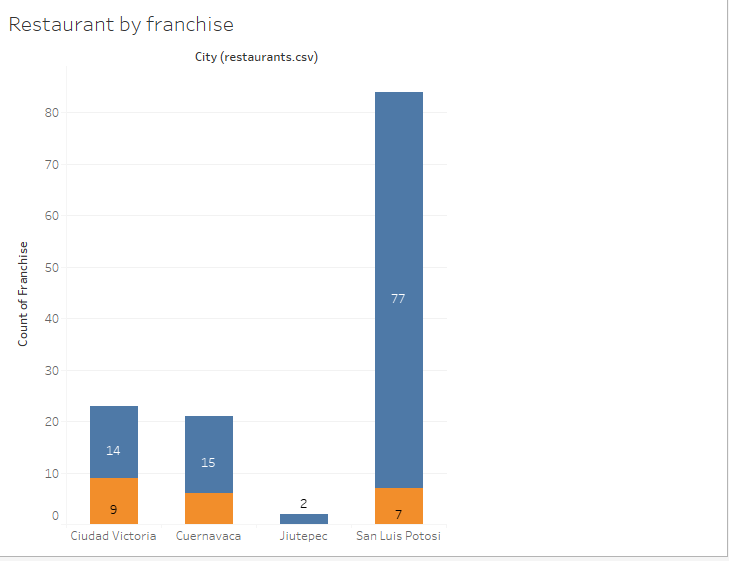 Restaurant by franchise
City (restaurants.csv)
Count of Franchise
80
70
60
50
40
30
20
10
0
14
9
15
2
77
7
Ciudad Victoria
Cuernavaca
Jiutepec
San Luis Potosi